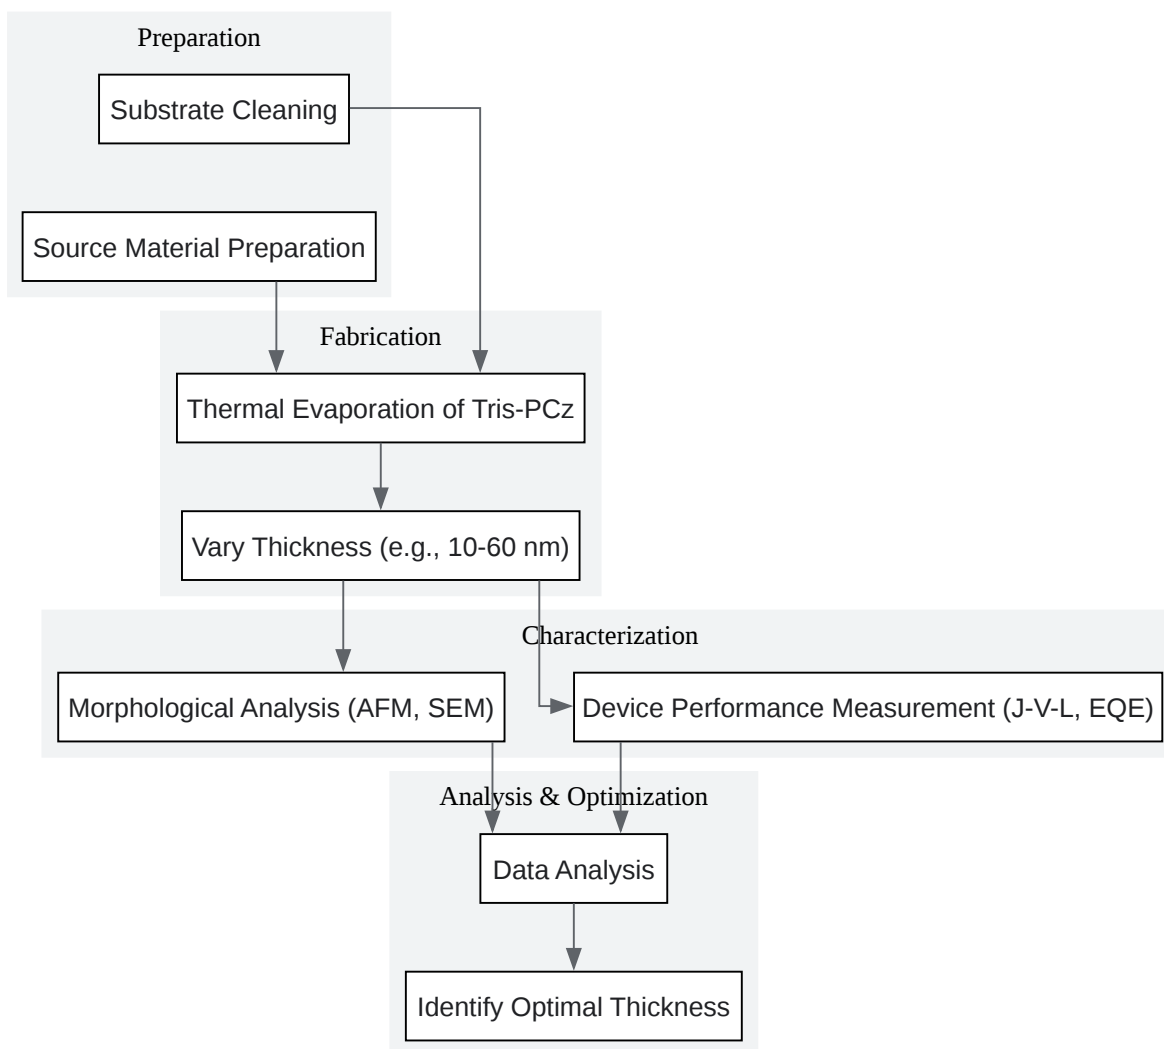 Preparation
Substrate Cleaning
Source Material Preparation
Fabrication
Thermal Evaporation of Tris-PCz
Vary Thickness (e.g., 10-60 nm)
Characterization
Morphological Analysis (AFM, SEM)
Device Performance Measurement (J-V-L, EQE)
Analysis & Optimization
Data Analysis
Identify Optimal Thickness